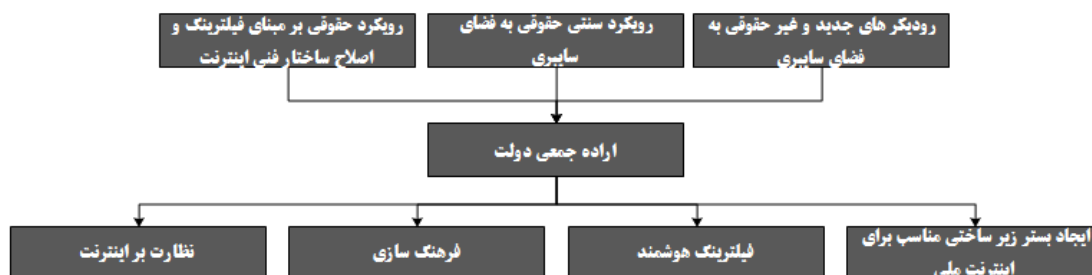 رودیکر های جدید و غیر حقوقی به
فضای سایبری
رویکرد سنتی حقوقی به فضای
سایبری
رویکرد حقوقی بر مبنای فیلترینگ و
اصلاح ساختار فنی اینترنت
اراده جمعی دولت
ایجاد بستر زیر ساختی مناسب برای
اینترنت ملی
فیلترینگ هوشمند
فرهنگ سازی
نظارت بر اینترنت